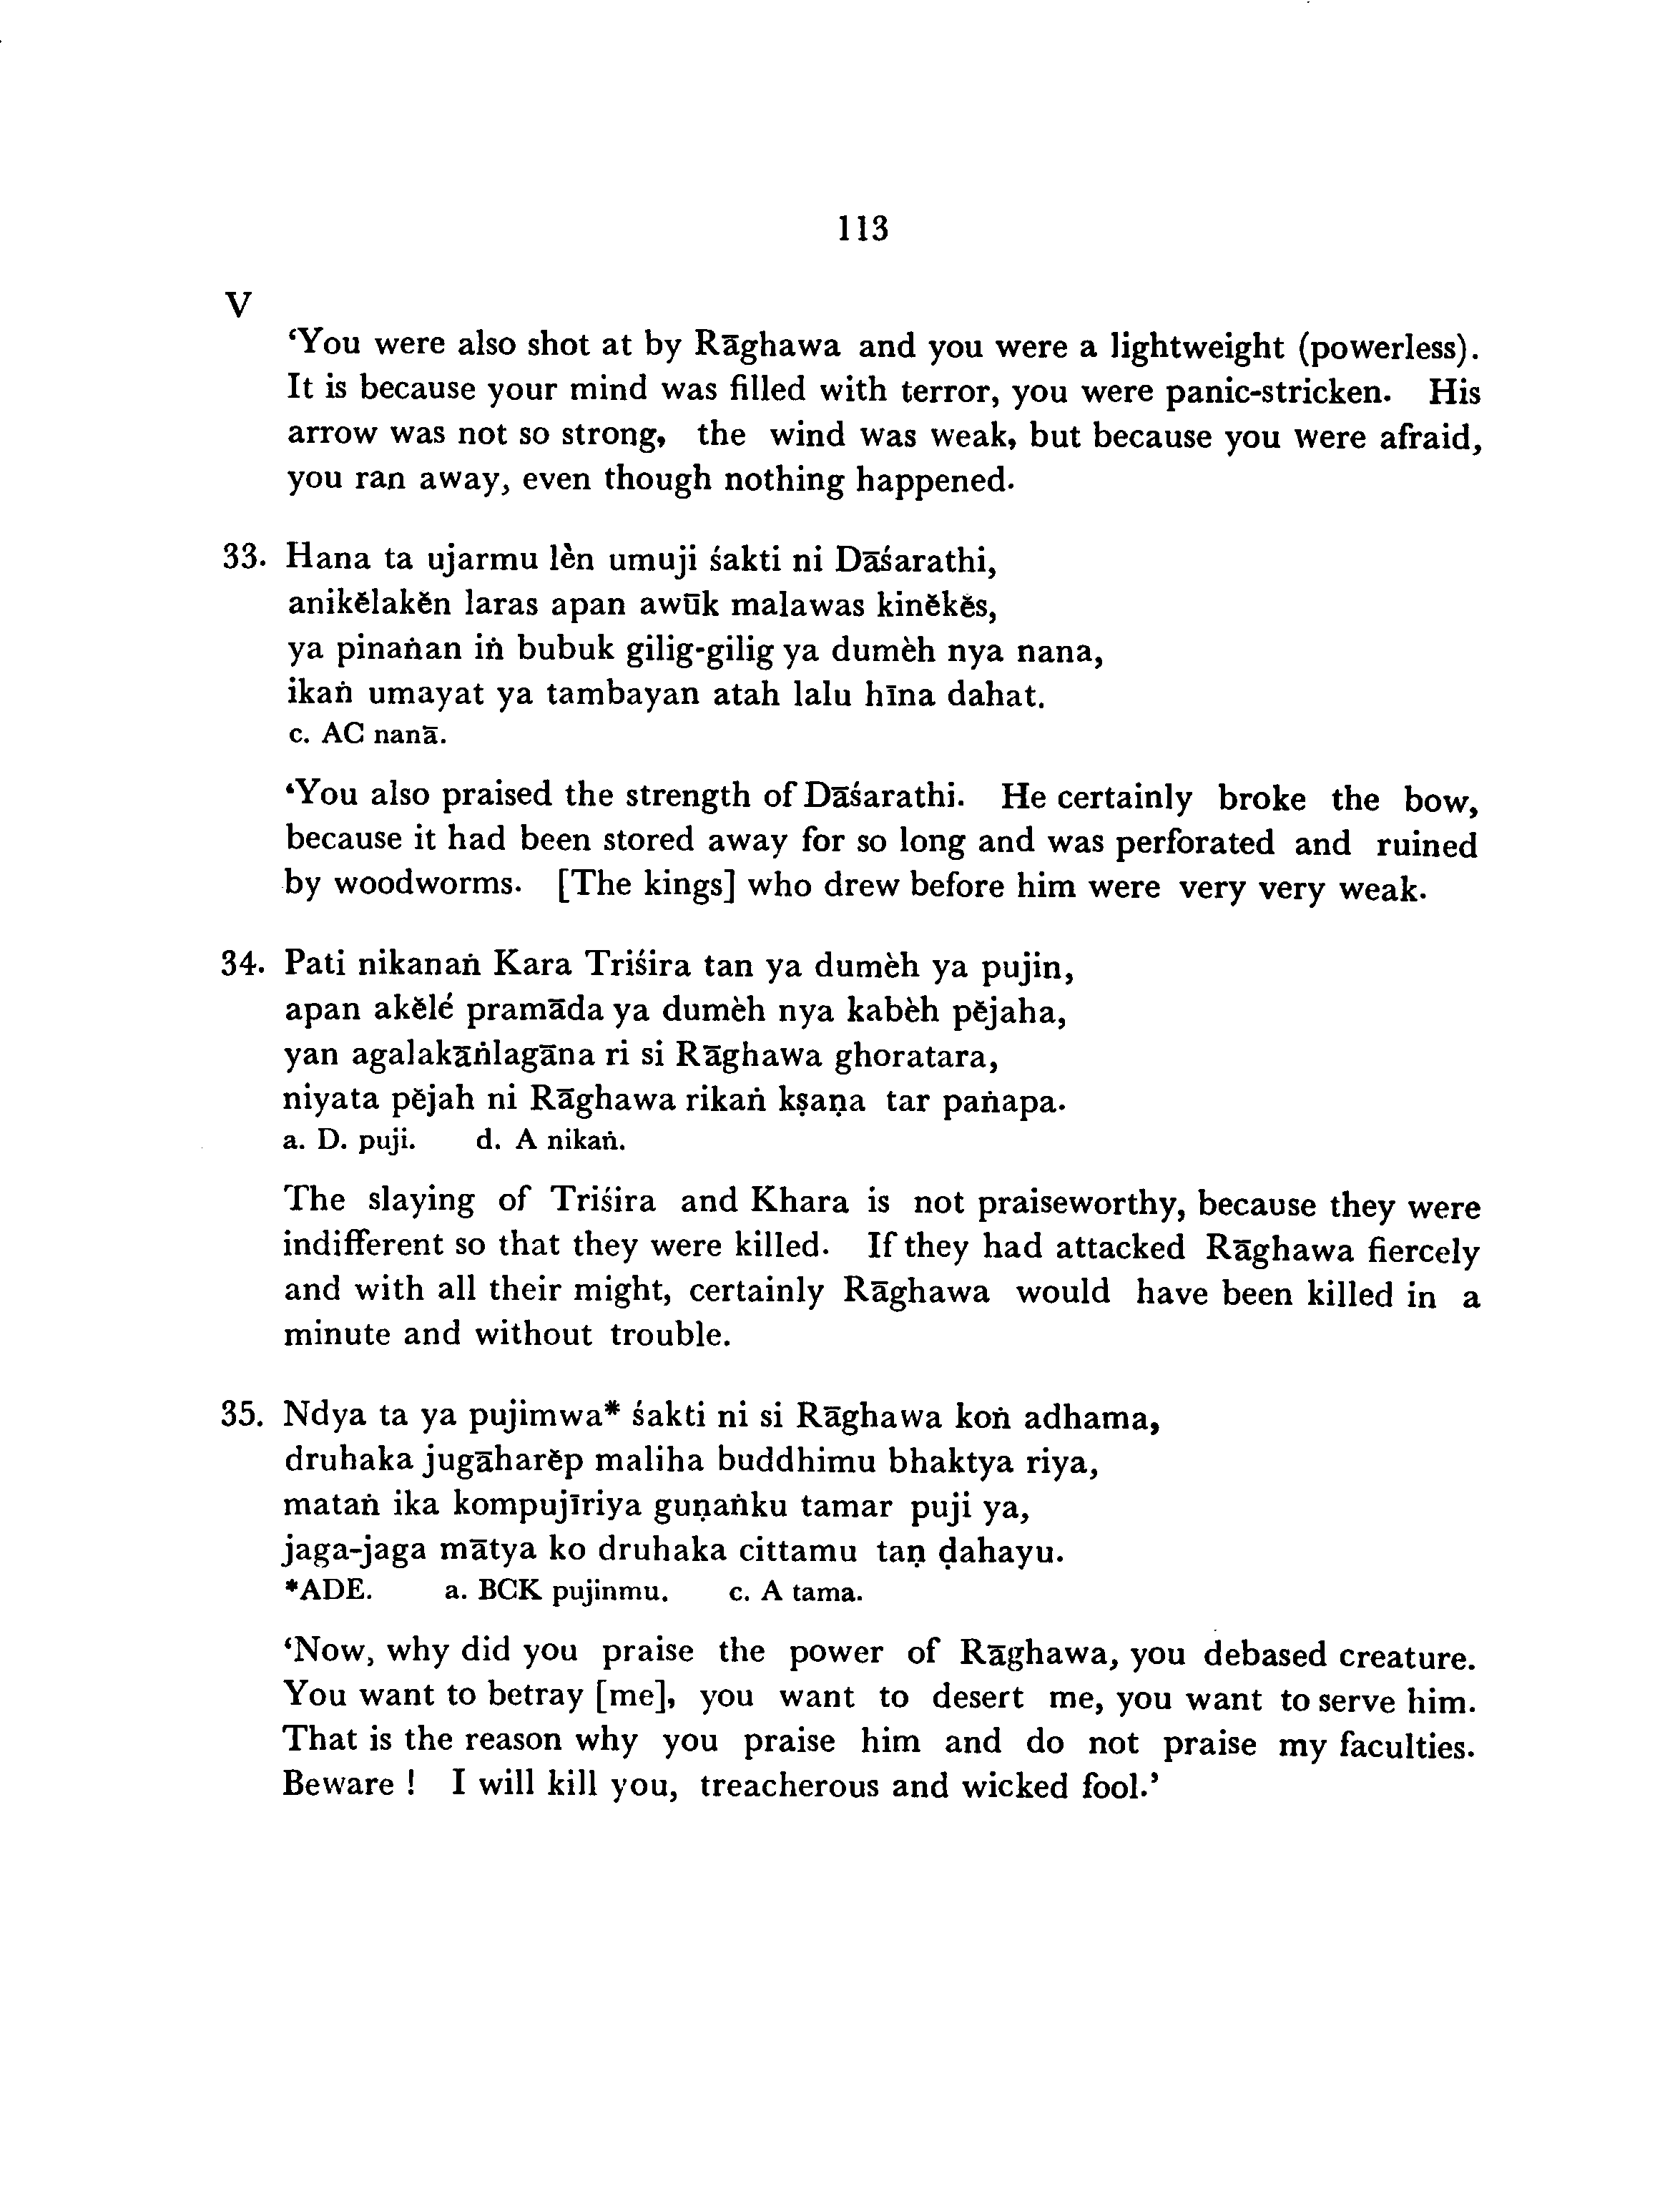 113
V
‘You were also shot at by Rāghawa and you were a lightweight (powerless).
It is because your mind was filled with terror, you were panic-stricken. His
arrow was not so strong, the wind was weak, but because you were afraid,
you ran away, even though nothing happened.
33. Hana ta ujarmu lèn umuji śakti ni Dāśarathi,
anikĕlakĕn laras apan awūk malawas kinĕkĕs,
ya pinaṅan iṅ bubuk gilig-gilig ya dumèh nya nana,
ikaṅ umayat ya tambayan atah lalu hīna dahat.
c. AC nanā.
‘You also praised the strength of Dāśarathi. He certainly broke the bow,
because it had been stored away for so long and was perforated and ruined
by woodworms. [The kings] who drew before him were very very weak.
34. Pati nikanaṅ Kara Triśira tan ya dumèh ya pujin,
apan akĕlé pramāda ya dumèh nya kabèh pĕjaha,
yan agalakāṅlagāna ri si Rāghawa ghoratara,
niyata pĕjah ni Rāghawa rikaṅ kṣaṇa tar paṅapa.
a. D. puji. d. A nikaṅ.
The slaying of Triśira and Khara is not praiseworthy, because they were
indifferent so that they were killed. If they had attacked Rāghawa fiercely
and with all their might, certainly Rāghawa would have been killed in a
minute and without trouble.
35. Ndya ta ya pujimwa* śakti ni si Rāghawa koṅ adhama,
druhaka jugāharĕp maliha buddhimu bhaktya riya,
mataṅ ika kompujīriya guṇaṅku tamar puji ya,
jaga-jaga mātya ko druhaka cittamu taṇ ḍahayu.
*ADE. a. BCK pujinmu. c. A tama.
‘Now, why did you praise the power of Rāghawa, you debased creature.
You want to betray [me], you want to desert me, you want to serve him.
That is the reason why you praise him and do not praise my faculties.
Beware ! I will kill you, treacherous and wicked fool.’